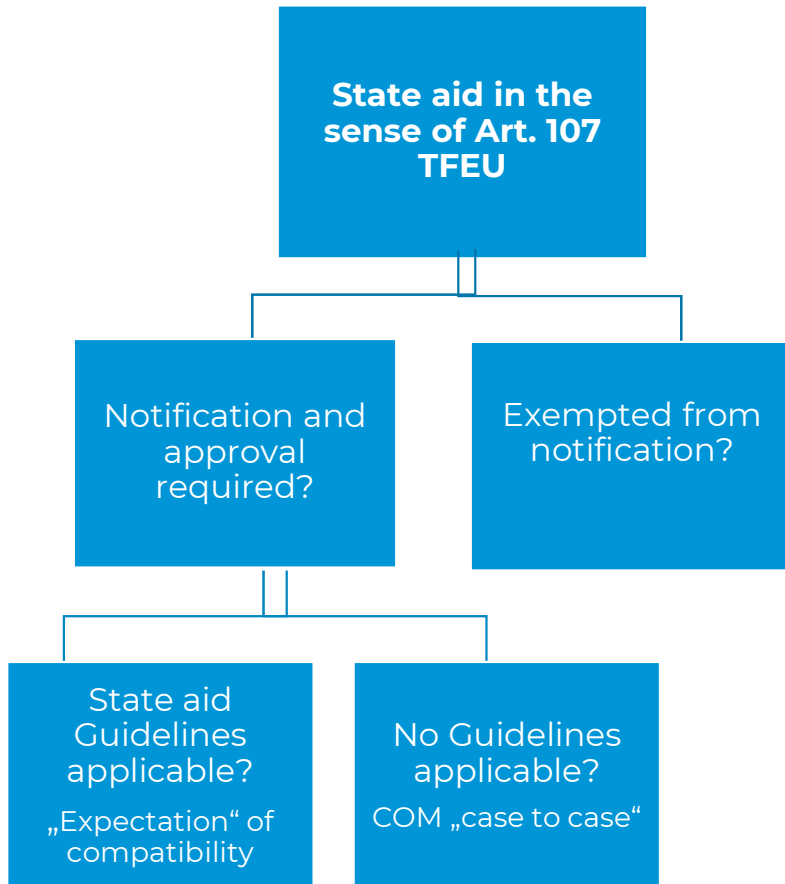 State aid in the
sense of Art. 107
TFEU
Notification and
approval
required?
Exempted from
notification?
State aid
Guidelines
applicable?
„Expectation“ of
compatibility
No Guidelines
applicable?
COM „case to case“